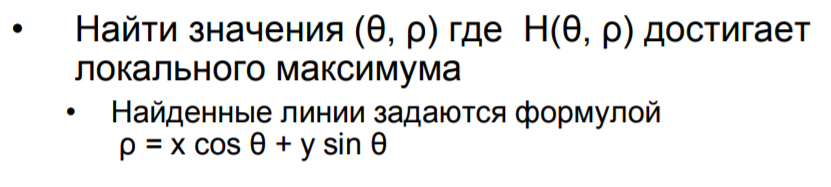 • Найти значения (θ, ρ) где H(θ, ρ) достигает
локального максимума
• Найденные линии задаются формулой
ρ = x cos θ + y sin θ